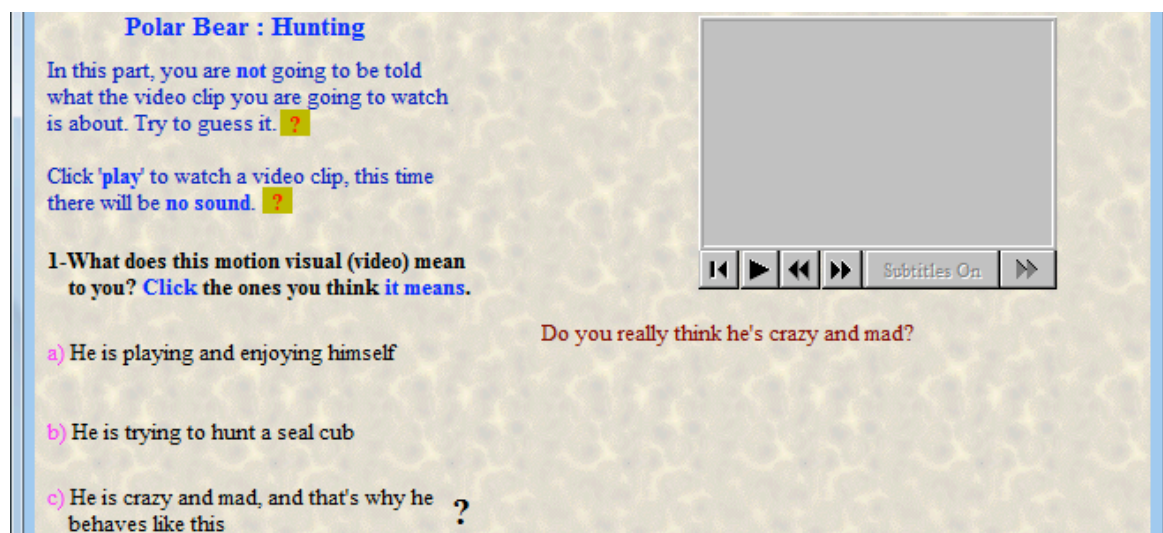 Polar Bear : Hunting
In this part, you are not going to be told
what the video clip you are going to watch
is about. Try to guess it. ?
Click 'play' to watch a video clip, this time
there will be no sound. ?
1-What does this motion visual (video) mean
to you? Click the ones you think it means.
a) He is playing and enjoying himself
b) He is trying to hunt a seal cub
c) He is crazy and mad, and that's why he
behaves like this ?
Subtitles On
Do you really think he's crazy and mad?